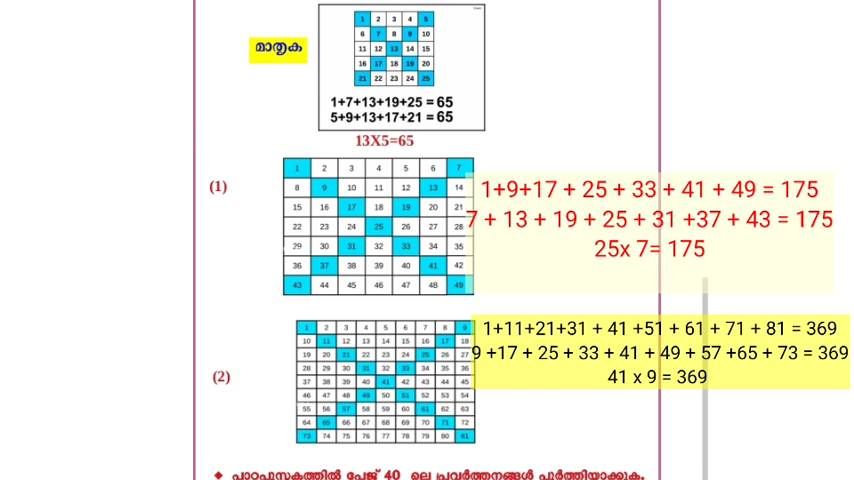 മാതൃക
1 2 3 4 5
6 7 8 9 10
11 12 13 14 15
16 17 18 19 20
21 22 23 24 25
1+7+13+19+25 = 65
5+9+13+17+21 = 65
13X5=65
(1)
1 2 3 4 5 6 7
8 9 10 11 12 13 14
15 16 17 18 19 20 21
22 23 24 25 26 27 28
29 30 31 32 33 34 35
36 37 38 39 40 41 42
43 44 45 46 47 48 49
1+9+17 + 25 + 33 + 41 + 49 = 175
7 + 13 + 19 + 25 + 31 +37 + 43 = 175
25x 7= 175
(2)
1 2 3 4 5 6 7 8 9
10 11 12 13 14 15 16 17 18
19 20 21 22 23 24 25 26 27
28 29 30 31 32 33 34 35 36
37 38 39 40 41 42 43 44 45
46 47 48 49 50 51 52 53 54
55 56 57 58 59 60 61 62 63
64 65 66 67 68 69 70 71 72
73 74 75 76 77 78 79 80 81
1+11+21+31 + 41 +51 + 61 + 71 + 81 = 369
9 +17 + 25 + 33 + 41 + 49 + 57 +65 + 73 = 369
41 x 9 = 369
♦ പാഠപുസ്തകത്തിൽ പേജ് 40 ലെ പ്രവർത്തനങ്ങൾ പൂർത്തിയാക്കുക.